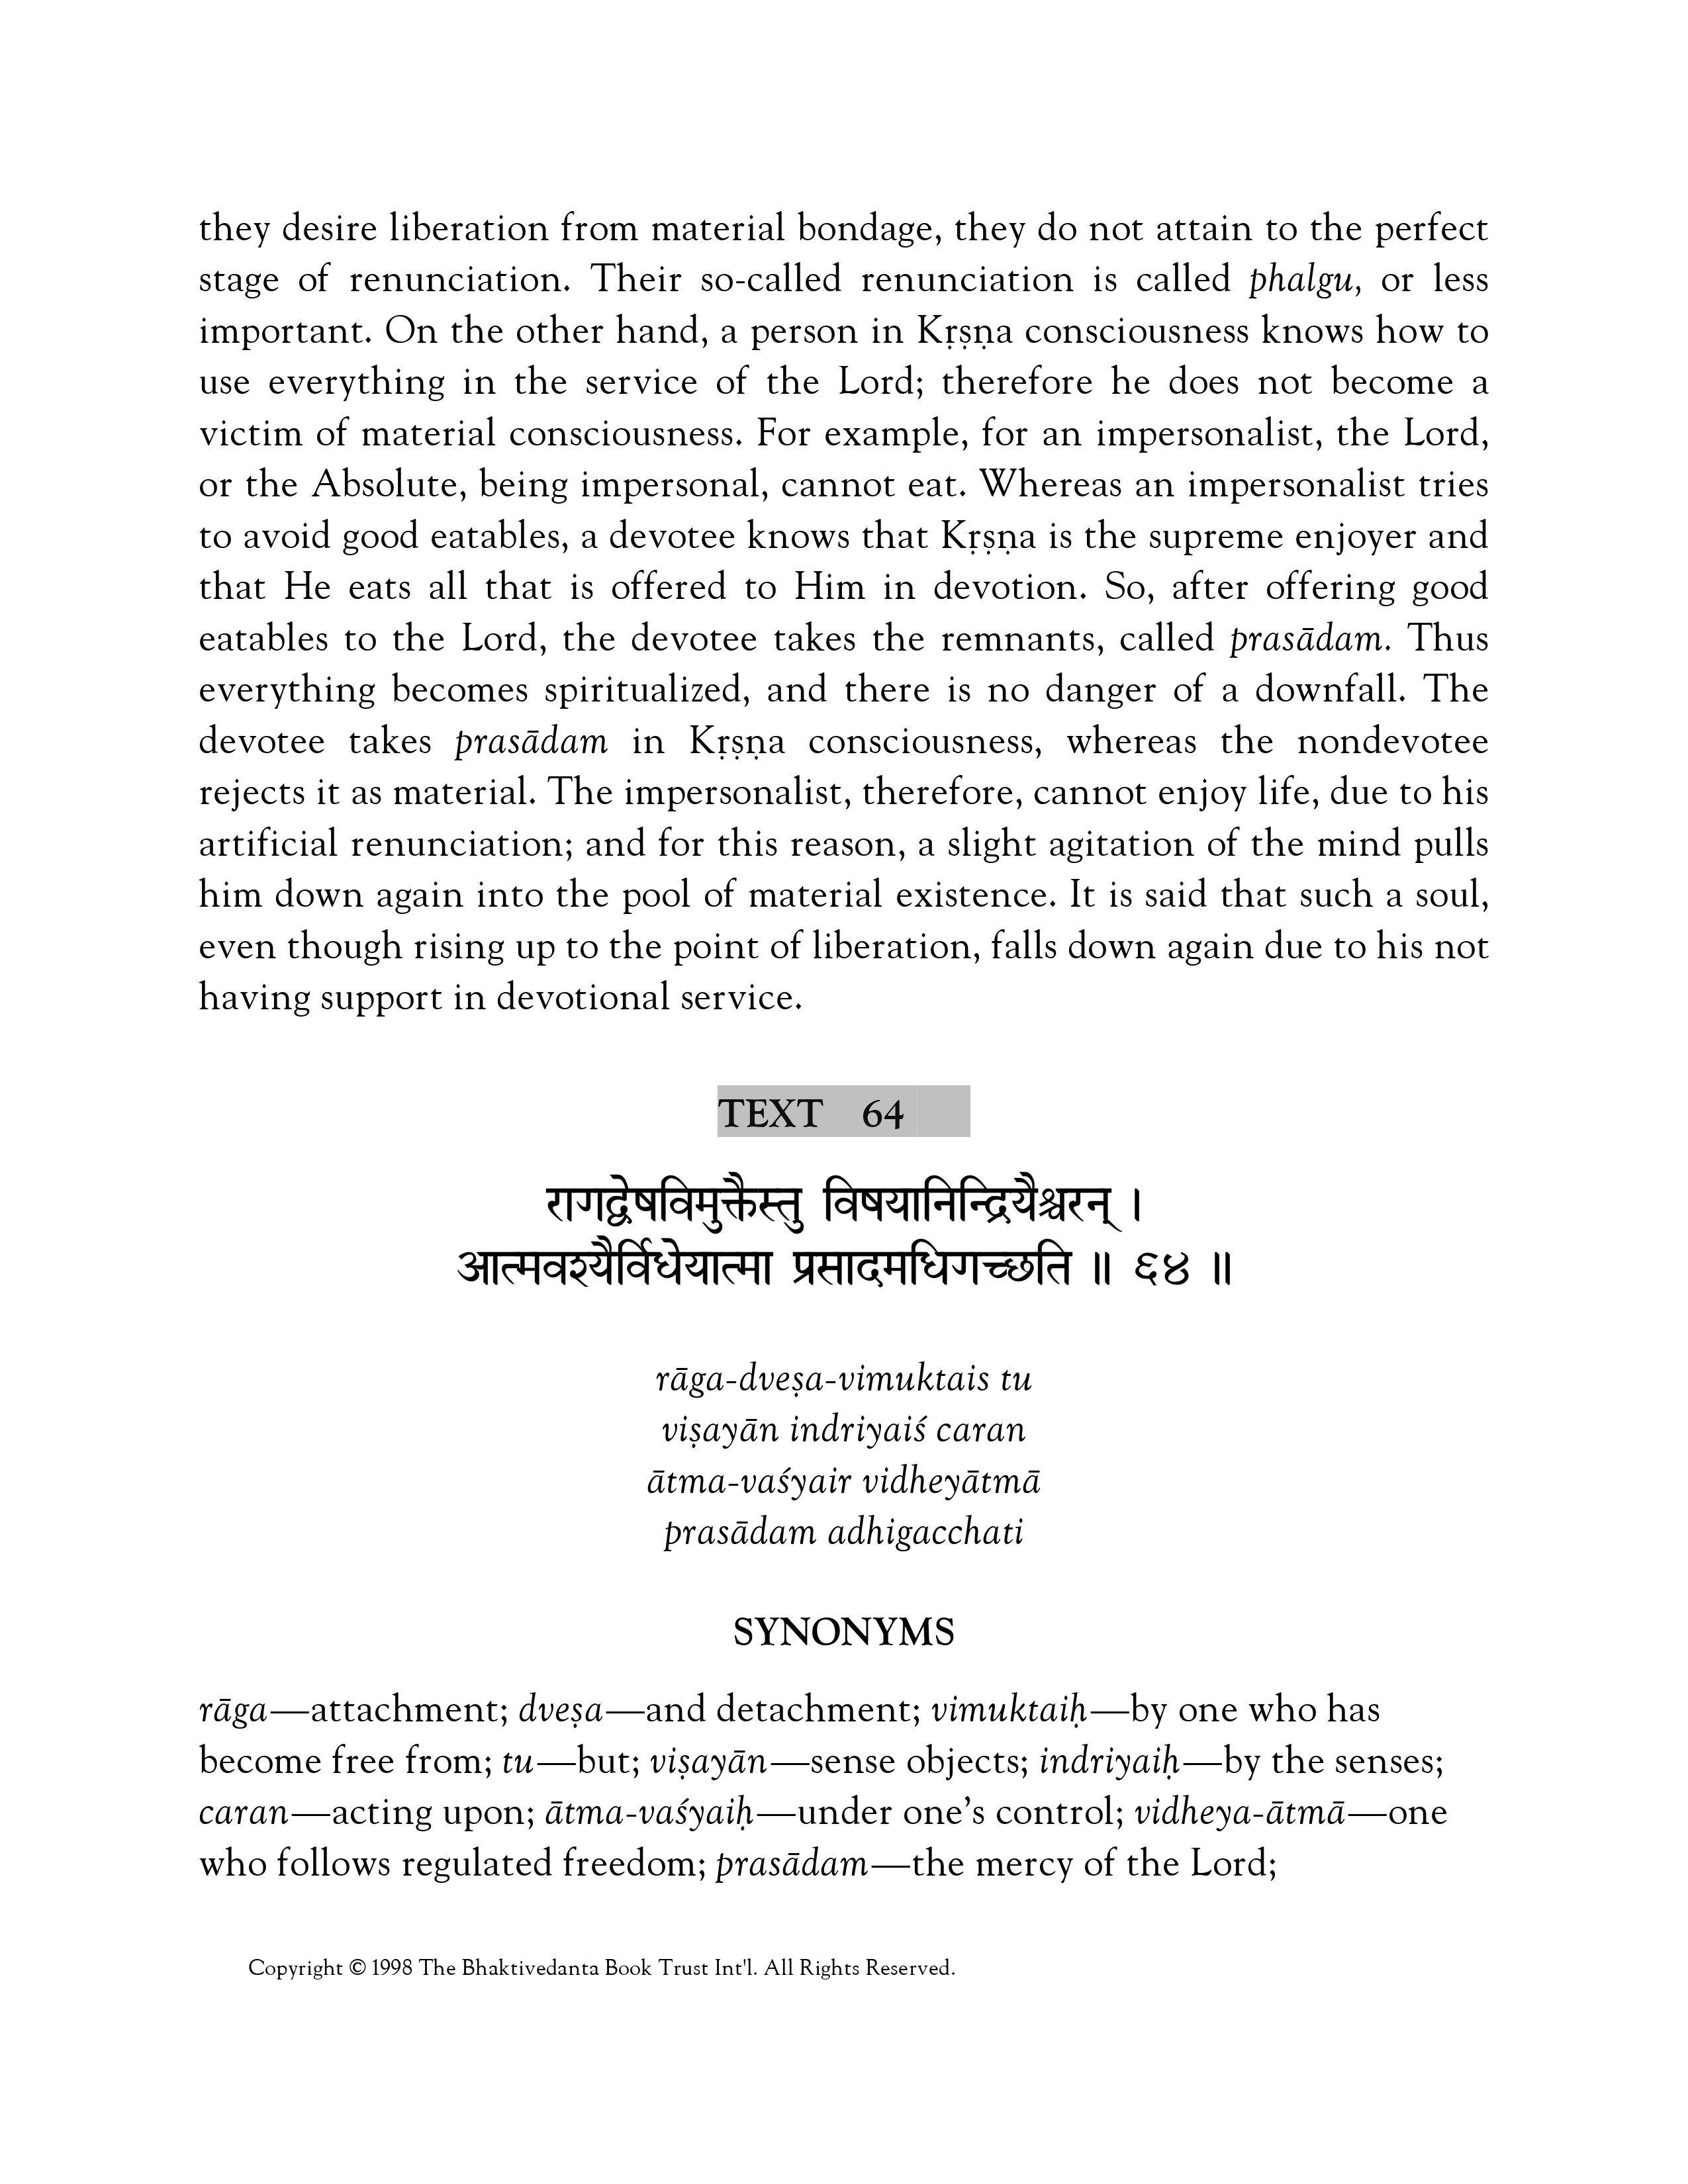 they desire liberation from material bondage, they do not attain to the perfect
stage of renunciation. Their so-called renunciation is called phalgu, or less
important. On the other hand, a person in Kṛṣṇa consciousness knows how to
use everything in the service of the Lord; therefore he does not become a
victim of material consciousness. For example, for an impersonalist, the Lord,
or the Absolute, being impersonal, cannot eat. Whereas an impersonalist tries
to avoid good eatables, a devotee knows that Kṛṣṇa is the supreme enjoyer and
that He eats all that is offered to Him in devotion. So, after offering good
eatables to the Lord, the devotee takes the remnants, called prasādam. Thus
everything becomes spiritualized, and there is no danger of a downfall. The
devotee takes prasādam in Kṛṣṇa consciousness, whereas the nondevotee
rejects it as material. The impersonalist, therefore, cannot enjoy life, due to his
artificial renunciation; and for this reason, a slight agitation of the mind pulls
him down again into the pool of material existence. It is said that such a soul,
even though rising up to the point of liberation, falls down again due to his not
having support in devotional service.
TEXT 64
रागद्वेषविमुक्तैस्तु विषयानिन्द्रियैश्चरन् ।
आत्मवश्यैर्विधेयात्मा प्रसादमधिगच्छति ॥ ६४ ॥
rāga-dveṣa-vimuktais tu
viṣayān indriyaiś caran
ātma-vaśyair vidheyātmā
prasādam adhigacchati
SYNONYMS
rāga—attachment; dveṣa—and detachment; vimuktaiḥ—by one who has
become free from; tu—but; viṣayān—sense objects; indriyaiḥ—by the senses;
caran—acting upon; ātma-vaśyaiḥ—under one’s control; vidheya-ātmā—one
who follows regulated freedom; prasādam—the mercy of the Lord;
Copyright © 1998 The Bhaktivedanta Book Trust Int'l. All Rights Reserved.